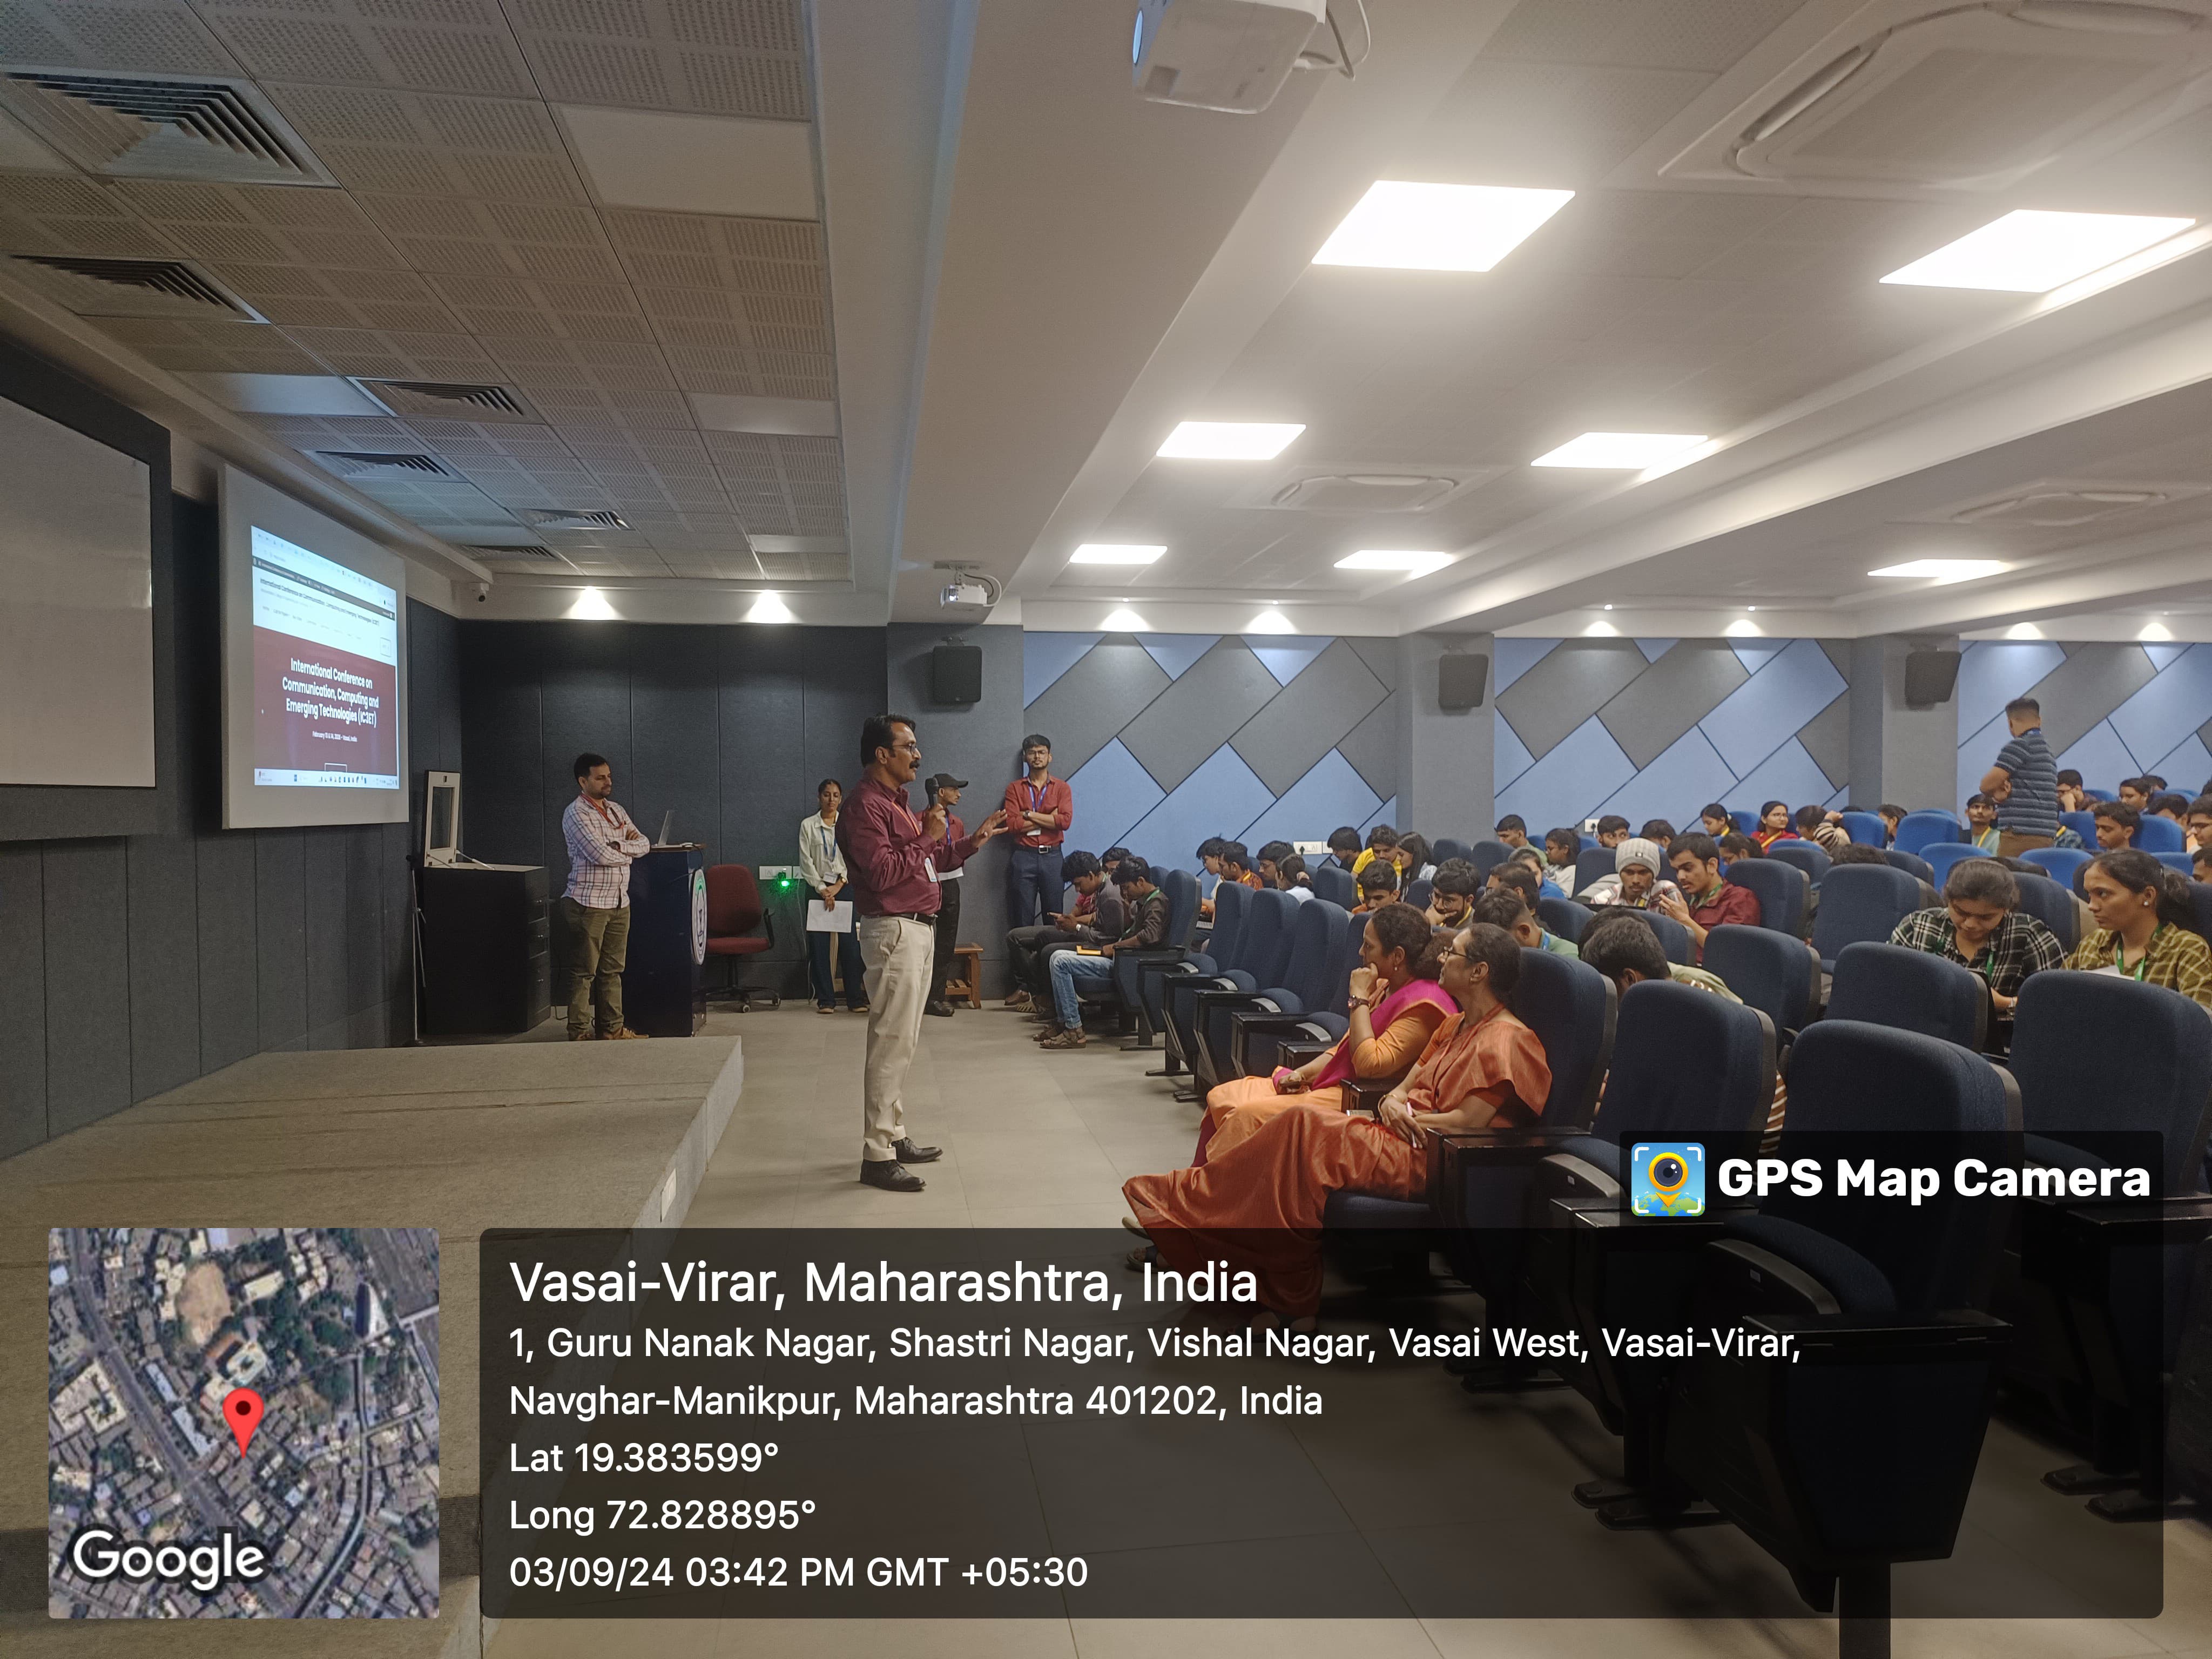 International Conference on
Communication, Computing and
Emerging Technologies (IC3ET)
GPS Map Camera
Vasai-Virar, Maharashtra, India
1, Guru Nanak Nagar, Shastri Nagar, Vishal Nagar, Vasai West, Vasai-Virar,
Navghar-Manikpur, Maharashtra 401202, India
Lat 19.383599°
Long 72.828895°
03/09/24 03:42 PM GMT +05:30
Google